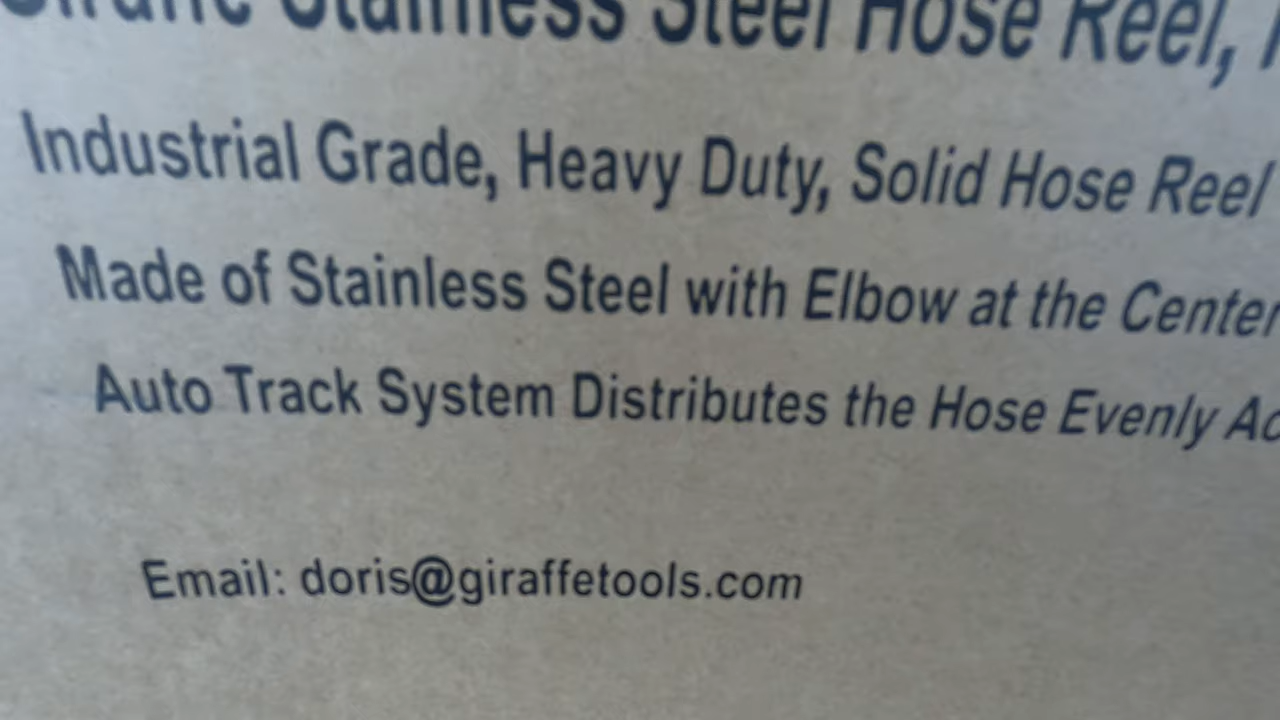 Stainless Steel Hose Reel,
Industrial Grade, Heavy Duty, Solid Hose Reel
Made of Stainless Steel with Elbow at the Center
Auto Track System Distributes the Hose Evenly
Email: doris@giraffetools.com